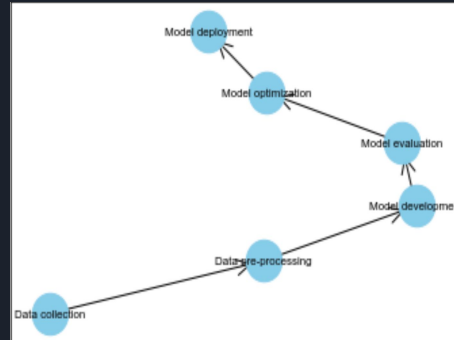 Model deployment
Model optimization
Model evaluation
Model developme
Data pre-processing
Data collection